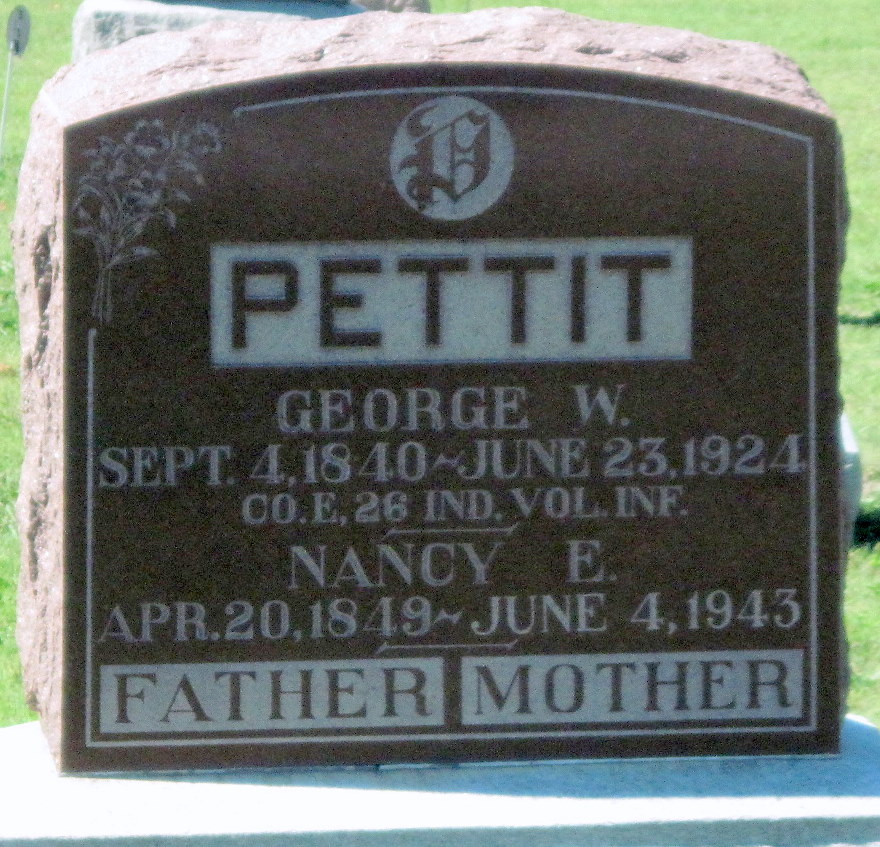 P
PETTIT
GEORGE W.
SEPT. 4, 1840~JUNE 23, 1924
CO. E, 26 IND. VOL. INF.
NANCY E.
APR. 20, 1849~JUNE 4, 1943
FATHER MOTHER